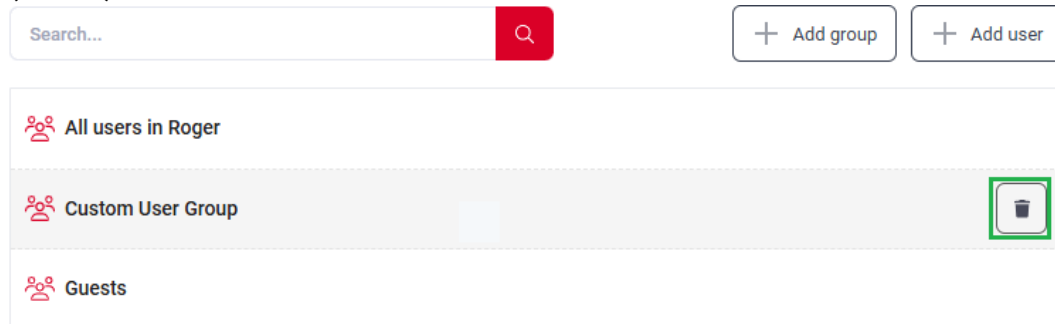 Search...
Add group
Add user
All users in Roger
Custom User Group
Guests